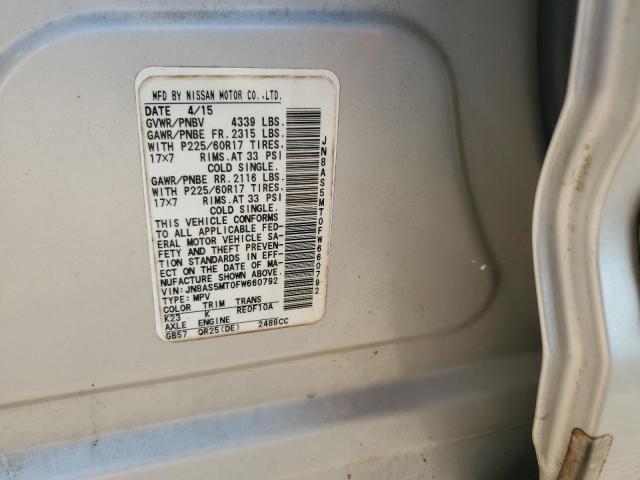 MFD BY NISSAN MOTOR CO.,LTD.
DATE 4/15
GVWR/PNBV 4339 LBS.
GAWR/PNBE FR. 2315 LBS.
WITH P225/60R17 TIRES.
17×7 RIMS.AT 33 PSI
COLD SINGLE.
GAWR/PNBE RR. 2116 LBS.
WITH P225/60R17 TIRES.
17×7 RIMS.AT 33 PSI
COLD SINGLE.
THIS VEHICLE CONFORMS
TO ALL APPLICABLE FED-
ERAL MOTOR VEHICLE SA-
FETY AND THEFT PREVEN-
TION STANDARDS IN EFF-
ECT ON THE DATE OF MA-
NUFACTURE SHOWN ABOVE.
VIN: JN8AS5MT0FW660792
TYPE: MPV
COLOR TRIM TRANS
K23 K RE0F10A
AXLE ENGINE
GB57 QR25(DE) 2488CC
JN8AS5MT0FW660792